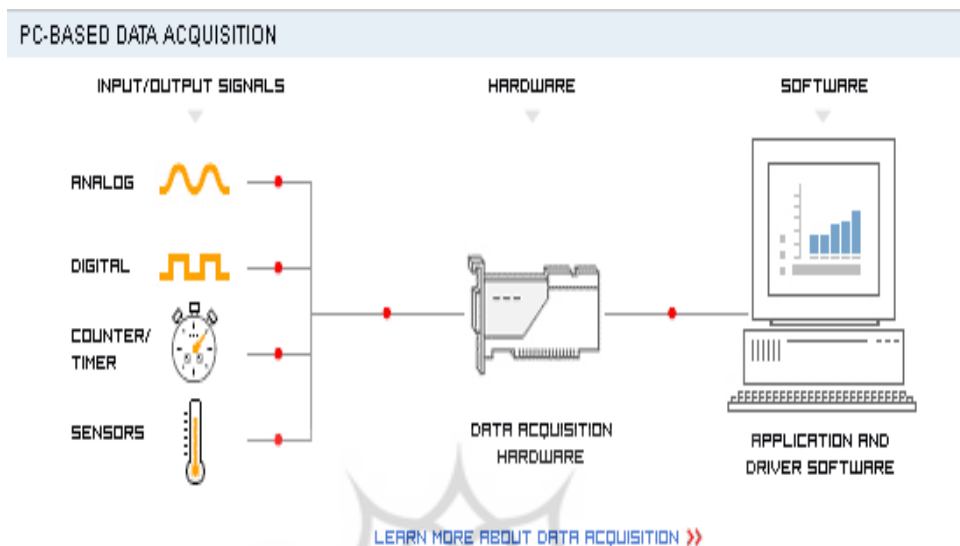 PC-BASED DATA ACQUISITION
INPUT/OUTPUT SIGNALS
HARDWARE
SOFTWARE
ANALOG
DIGITAL
COUNTER/
TIMER
SENSORS
DATA ACQUISITION
HARDWARE
APPLICATION AND
DRIVER SOFTWARE
LEARN MORE ABOUT DATA ACQUISITION »